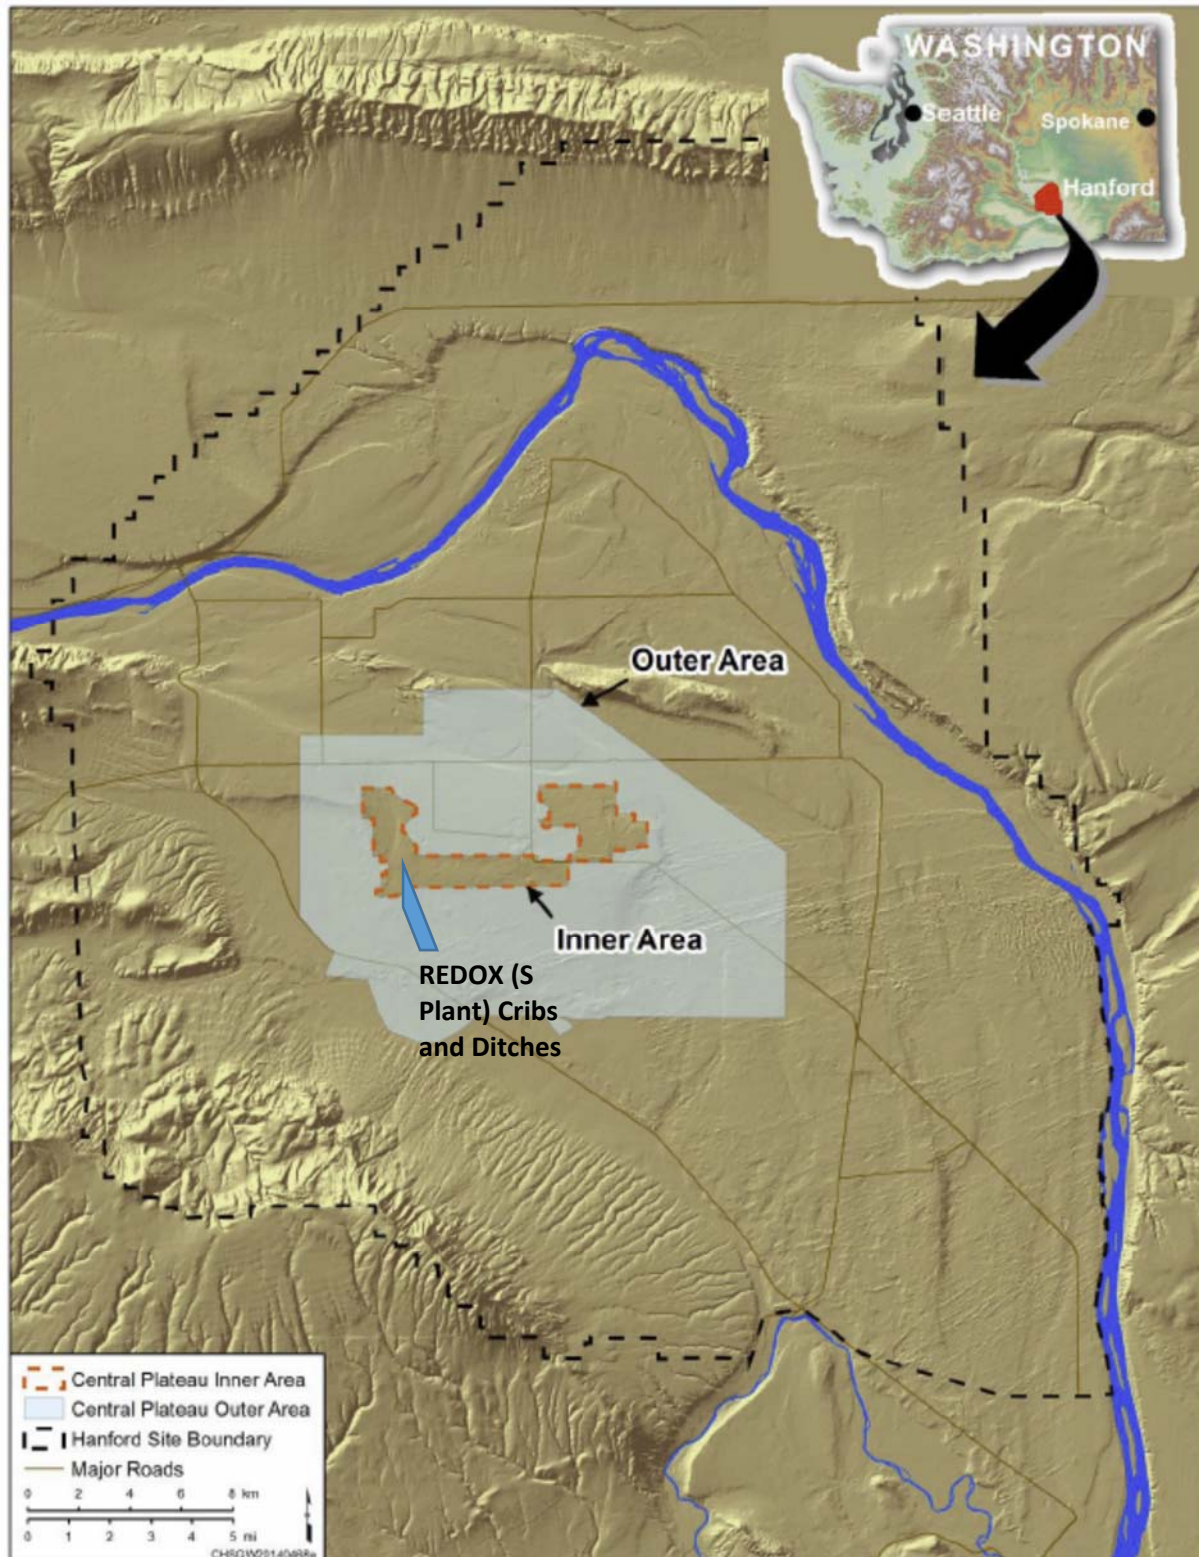 WASHINGTON
Seattle
Spokane
Hanford
Outer Area
Inner Area
REDOX (S
Plant) Cribs
and Ditches
Central Plateau Inner Area
Central Plateau Outer Area
Hanford Site Boundary
Major Roads
0 2 4 6 8 km
0 1 2 3 4 5 mi